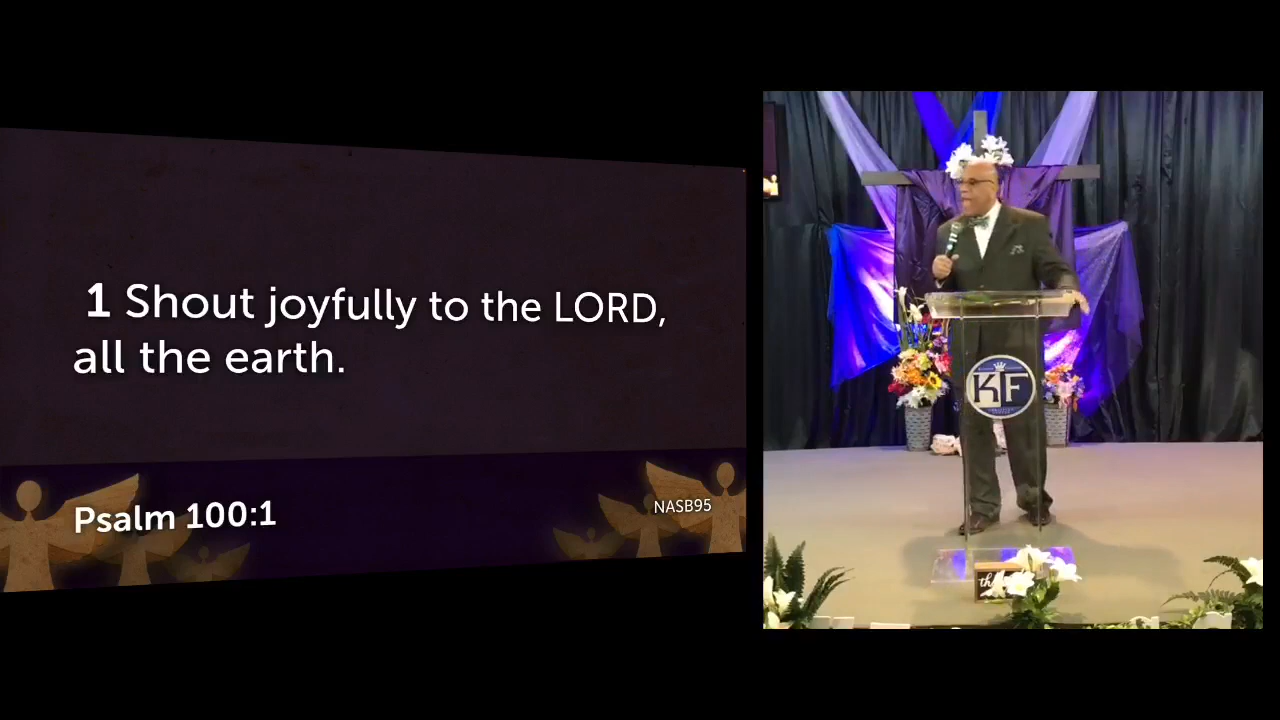 1 Shout joyfully to the LORD,
all the earth.
Psalm 100:1
NASB95
KF